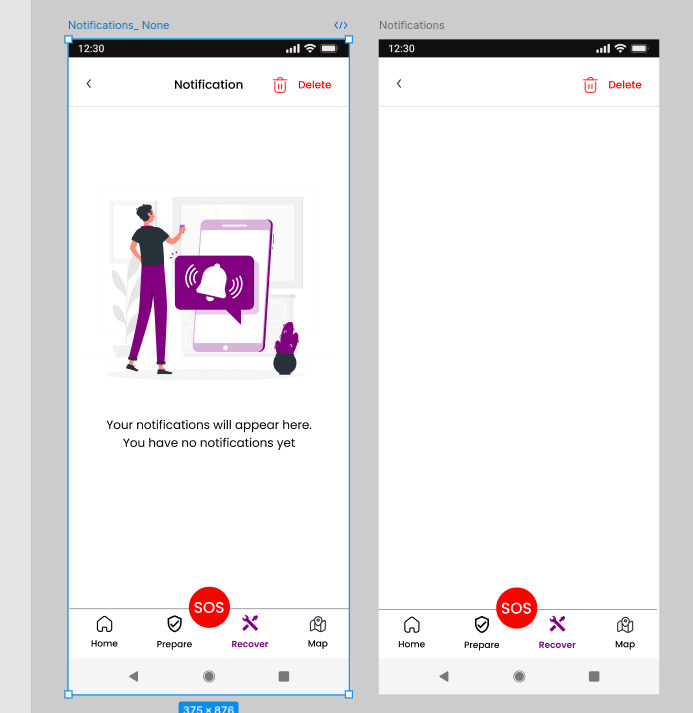 Notifications_ None
Notifications
12:30
12:30
Notification
Delete
Delete
Your notifications will appear here.
You have no notifications yet
SOS
SOS
Home
Prepare
Recover
Map
Home
Prepare
Recover
Map
375 × 876